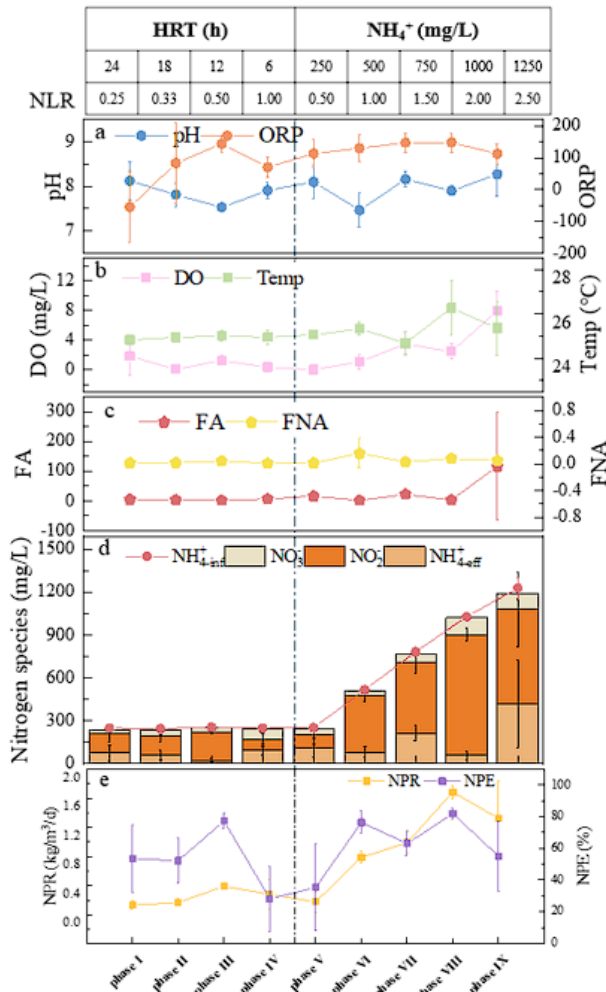 HRT (h) NH₄⁺ (mg/L)
24 18 12 6 250 500 750 1000 1250
NLR 0.25 0.33 0.50 1.00 0.50 1.00 1.50 2.00 2.50
a pH ORP
9 8 7
pH
200 100 0 -100 -200
ORP
b DO Temp
12 8 4 0
DO (mg/L)
28 26 24 22
Temp (°C)
c FA FNA
300 200 100 0 -100
FA
0.8 0.4 0.0 -0.4 -0.8
FNA
d NH₄⁺-inf NO₃⁻ NO₂⁻ NH₄⁺-eff
1500 1200 900 600 300 0
Nitrogen species (mg/L)
e NPR NPE
2.0 1.6 1.2 0.8 0.4 0.0
NPR (kg/m³/d)
100 80 60 40 20 0
NPE (%)
phase I phase II phase III phase IV phase V phase VI phase VII phase VIII phase IX